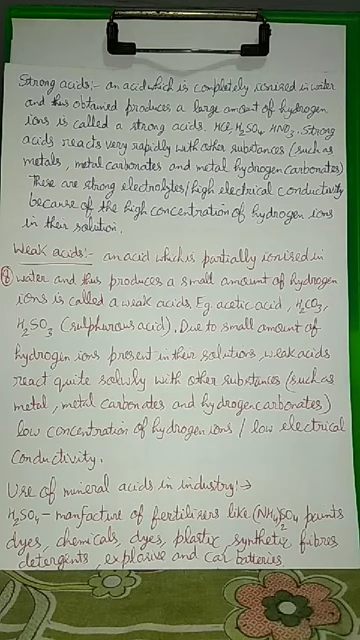 Strong acids:- an acid which is completely ionised in water
and thus obtained produces a large amount of hydrogen
ions is called a strong acids. HCl H₂SO₄ HNO₃. Strong
acids reacts very rapidly with other substances (such as
metals, metal carbonates and metal hydrogen carbonates)
These are strong electrolytes/high electrical conductivity
because of the high concentration of hydrogen ions
in their solution.
Weak acids:- an acid which is partially ionised in
water and thus produces a small amount of hydrogen
ions is called a weak acids. Eg. acetic acid, H₂CO₃,
H₂SO₃ (sulphurous acid). Due to small amount of
hydrogen ions present in their solutions, weak acids
react quite solwly with other substances (such as
metal, metal carbonates and hydrogen carbonates)
low concentration of hydrogen ions / low electrical
conductivity.
Use of mineral acids in industry:→
H₂SO₄ - manfacture of fertilisers like (NH₄)₂SO₄ paints
dyes, chemicals dyes, plastic, synthetic fibres
detergents, explosive and car batteries.